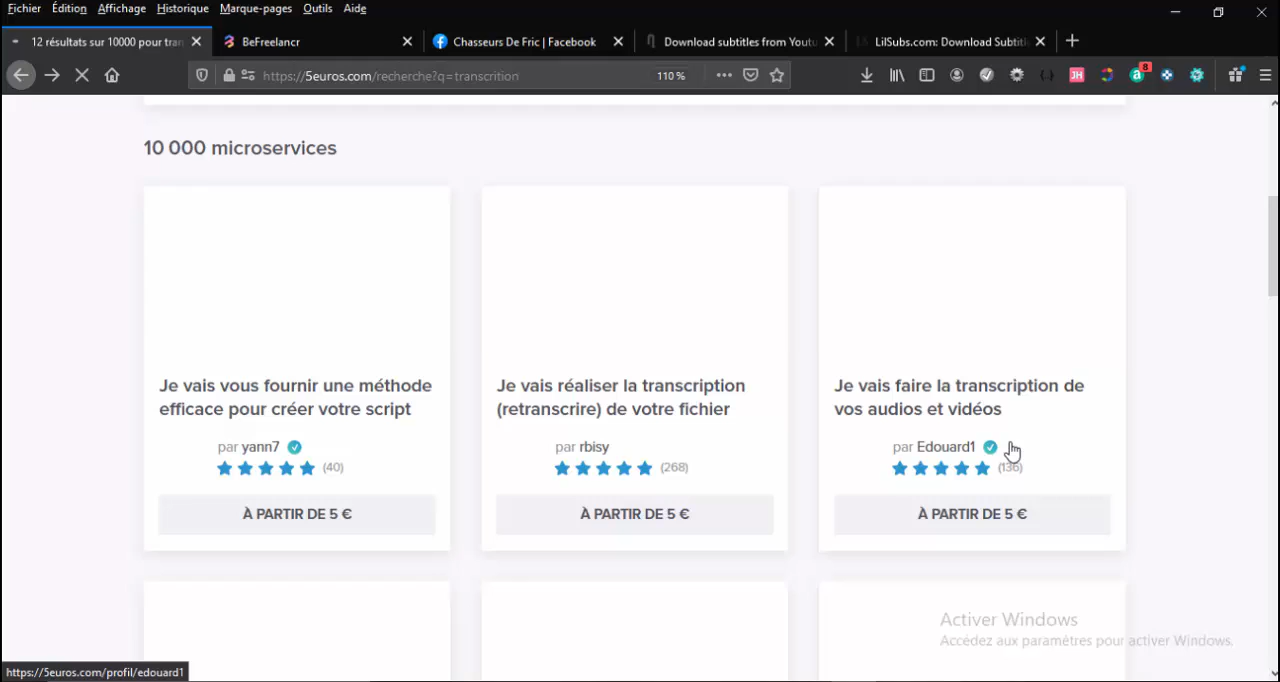 Fichier Édition Affichage Historique Marque-pages Outils Aide
12 résultats sur 10000 pour tran
BeFreelancr
Chasseurs De Fric | Facebook
Download subtitles from Youtu
LilSubs.com: Download Subtitl
https://5euros.com/recherche?q=transcrition
110 %
8
10 000 microservices
Je vais vous fournir une méthode
efficace pour créer votre script
par yann7
(40)
À PARTIR DE 5 €
Je vais réaliser la transcription
(retranscrire) de votre fichier
par rbisy
(268)
À PARTIR DE 5 €
Je vais faire la transcription de
vos audios et vidéos
par Edouard1
(136)
À PARTIR DE 5 €
Activer Windows
Accédez aux paramètres pour activer Windows.
https://5euros.com/profil/edouard1